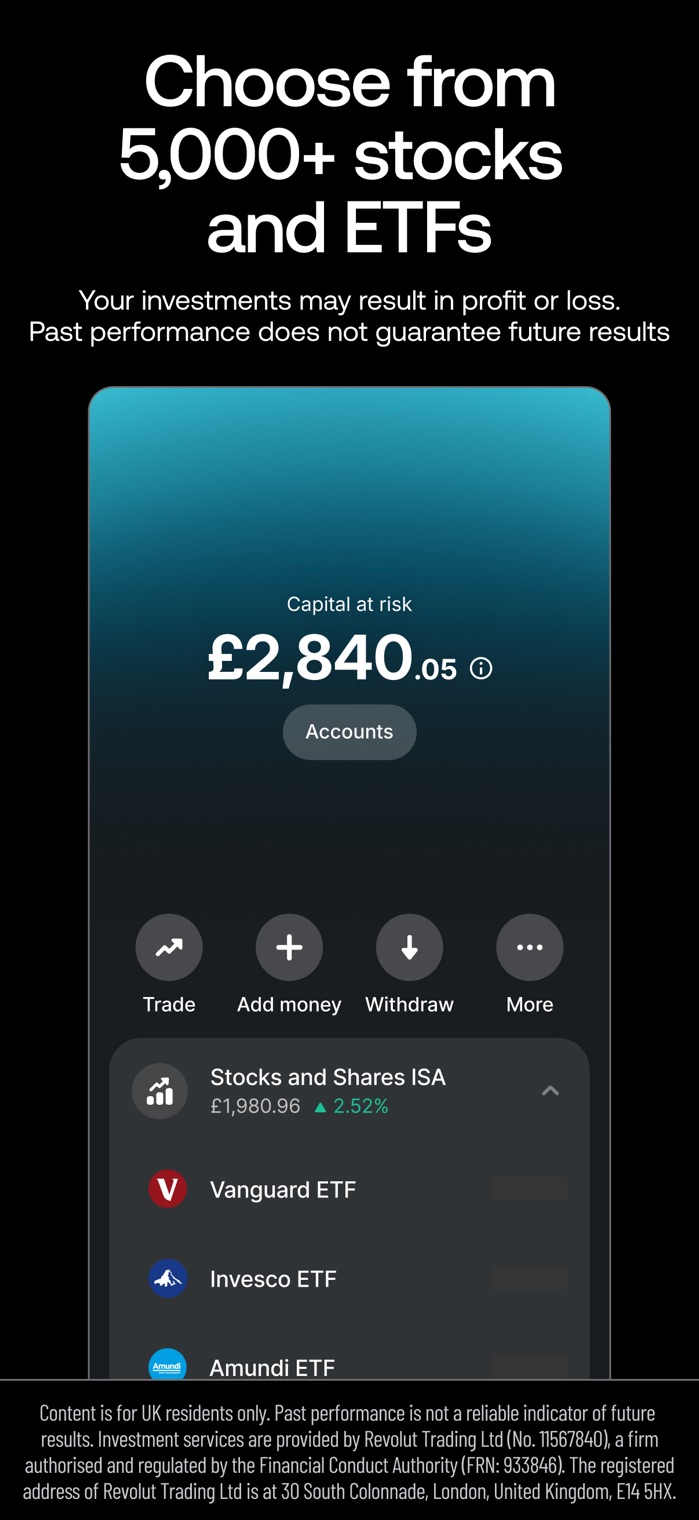 Choose from
5,000+ stocks
and ETFs
Your investments may result in profit or loss.
Past performance does not guarantee future results
Capital at risk
£2,840.05
Accounts
Trade
Add money
Withdraw
More
Stocks and Shares ISA
£1,980.96 ▲ 2.52%
Vanguard ETF
Invesco ETF
Amundi
Amundi ETF
Content is for UK residents only. Past performance is not a reliable indicator of future
results. Investment services are provided by Revolut Trading Ltd (No. 11567840), a firm
authorised and regulated by the Financial Conduct Authority (FRN: 933846). The registered
address of Revolut Trading Ltd is at 30 South Colonnade, London, United Kingdom, E14 5HX.